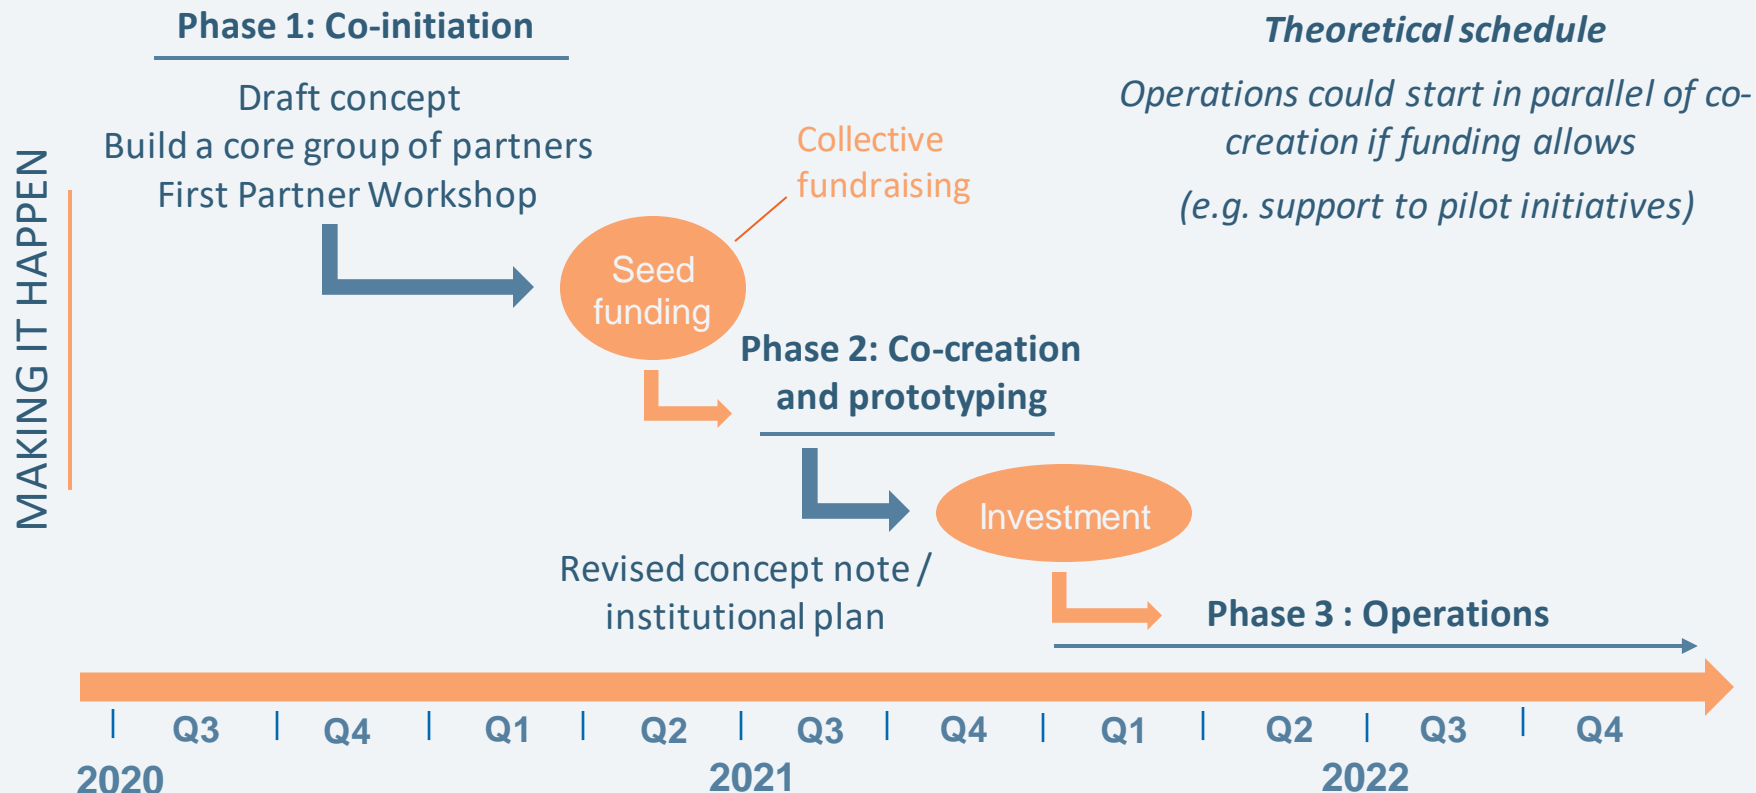 MAKING IT HAPPEN
Phase 1: Co-initiation
Draft concept
Build a core group of partners
First Partner Workshop
Collective
fundraising
Seed
funding
Theoretical schedule
Operations could start in parallel of co-
creation if funding allows
(e.g. support to pilot initiatives)
Phase 2: Co-creation
and prototyping
Investment
Revised concept note /
institutional plan
Phase 3 : Operations
Q3 Q4 Q1 Q2 Q3 Q4 Q1 Q2 Q3 Q4
2020 2021 2022